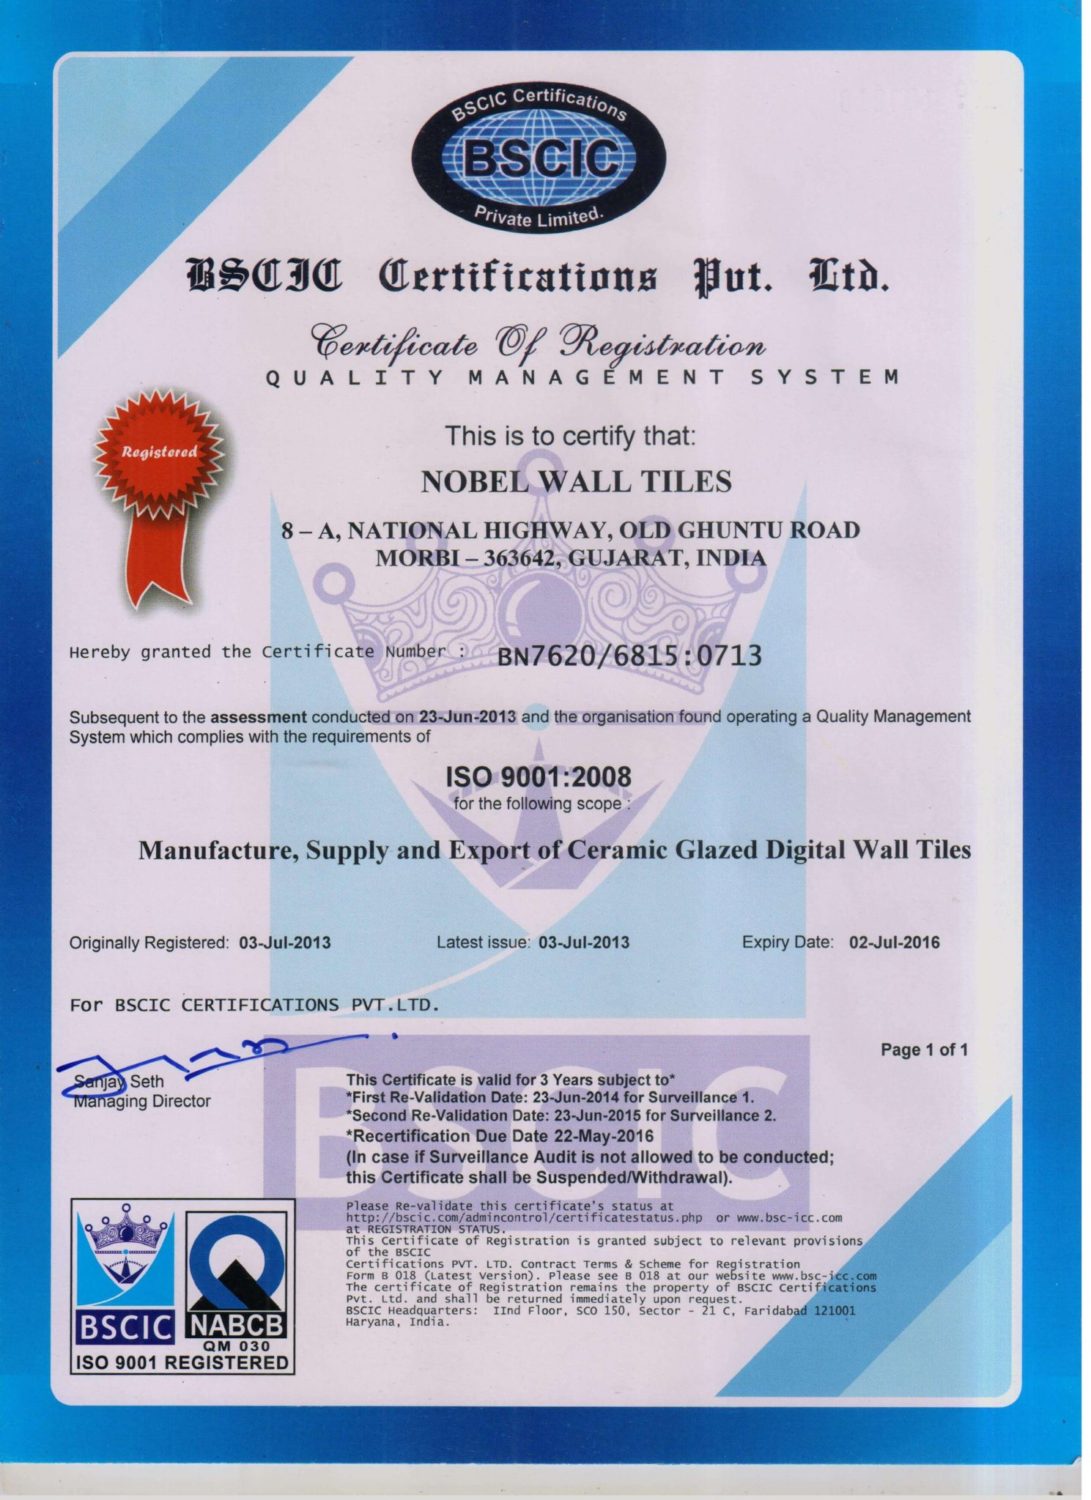 BSCIC Certifications
BSCIC
Private Limited.
BSCIC Certifications Pvt. Ltd.
Certificate Of Registration
QUALITY MANAGEMENT SYSTEM
Registered
This is to certify that:
NOBEL WALL TILES
8 – A, NATIONAL HIGHWAY, OLD GHUNTU ROAD
MORBI – 363642, GUJARAT, INDIA
Hereby granted the Certificate Number : BN7620/6815:0713
Subsequent to the assessment conducted on 23-Jun-2013 and the organisation found operating a Quality Management
System which complies with the requirements of
ISO 9001:2008
for the following scope :
Manufacture, Supply and Export of Ceramic Glazed Digital Wall Tiles
Originally Registered: 03-Jul-2013 Latest issue: 03-Jul-2013 Expiry Date: 02-Jul-2016
For BSCIC CERTIFICATIONS PVT.LTD.
Page 1 of 1
Sanjay Seth
Managing Director
BSCIC
This Certificate is valid for 3 Years subject to*
*First Re-Validation Date: 23-Jun-2014 for Surveillance 1.
*Second Re-Validation Date: 23-Jun-2015 for Surveillance 2.
*Recertification Due Date 22-May-2016
(In case if Surveillance Audit is not allowed to be conducted;
this Certificate shall be Suspended/Withdrawal).
Please Re-validate this certificate's status at
http://bscic.com/admincontrol/certificatestatus.php or www.bsc-icc.com
at REGISTRATION STATUS.
This Certificate of Registration is granted subject to relevant provisions
of the BSCIC
Certifications PVT. LTD. Contract Terms & Scheme for Registration
Form B 018 (Latest Version). Please see B 018 at our website www.bsc-icc.com
The certificate of Registration remains the property of BSCIC Certifications
Pvt. Ltd. and shall be returned immediately upon request.
BSCIC Headquarters: IInd Floor, SCO 150, Sector - 21 C, Faridabad 121001
Haryana, India.
BSCIC
NABCB
QM 030
ISO 9001 REGISTERED